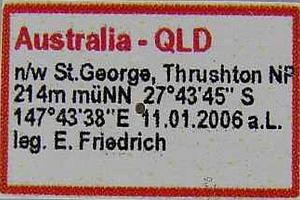 Australia - QLD
n/w St.George, Thrushton NP
214m müNN 27°43'45" S
147°43'38"E 11.01.2006 a.L.
leg. E. Friedrich